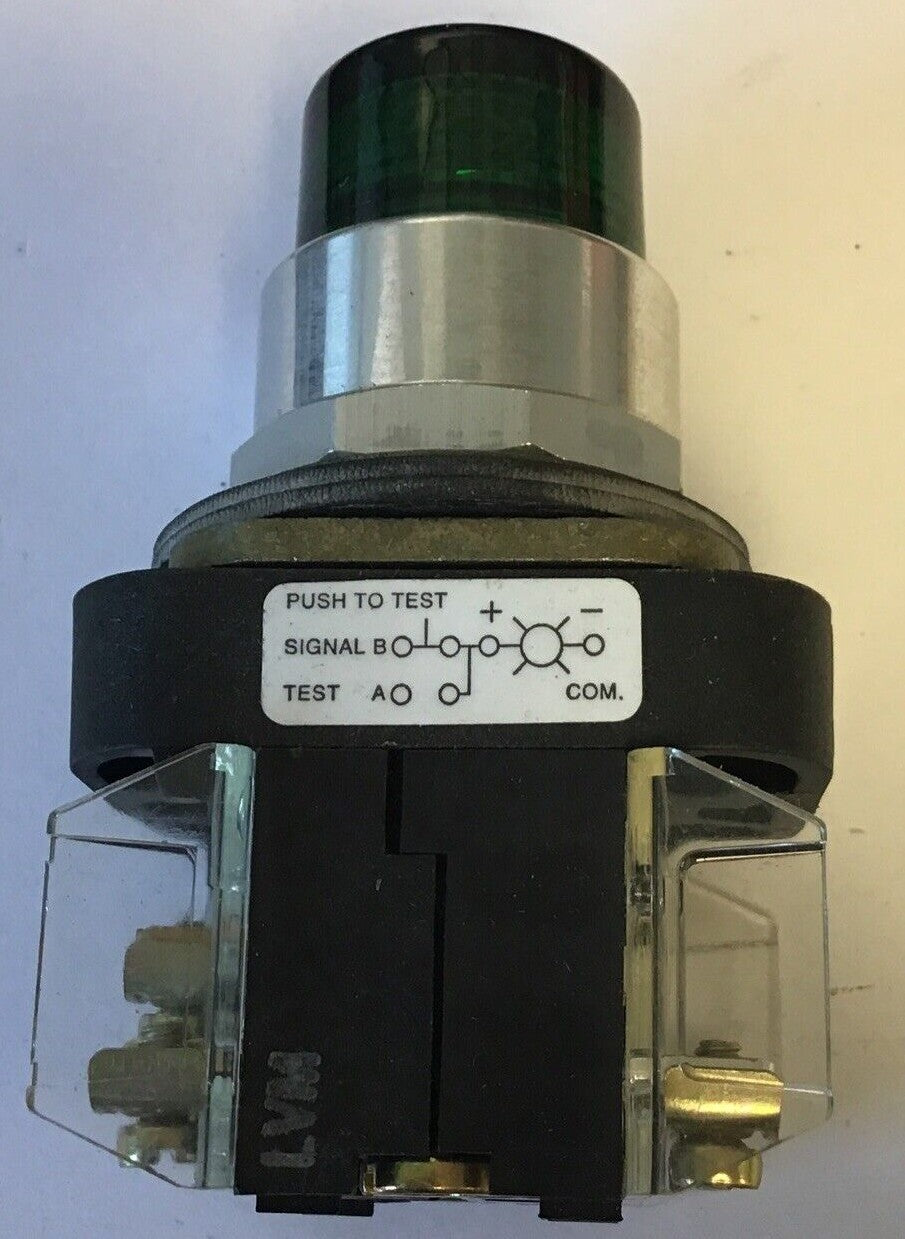 PUSH TO TEST
+ −
SIGNAL B
TEST A COM.
LVM